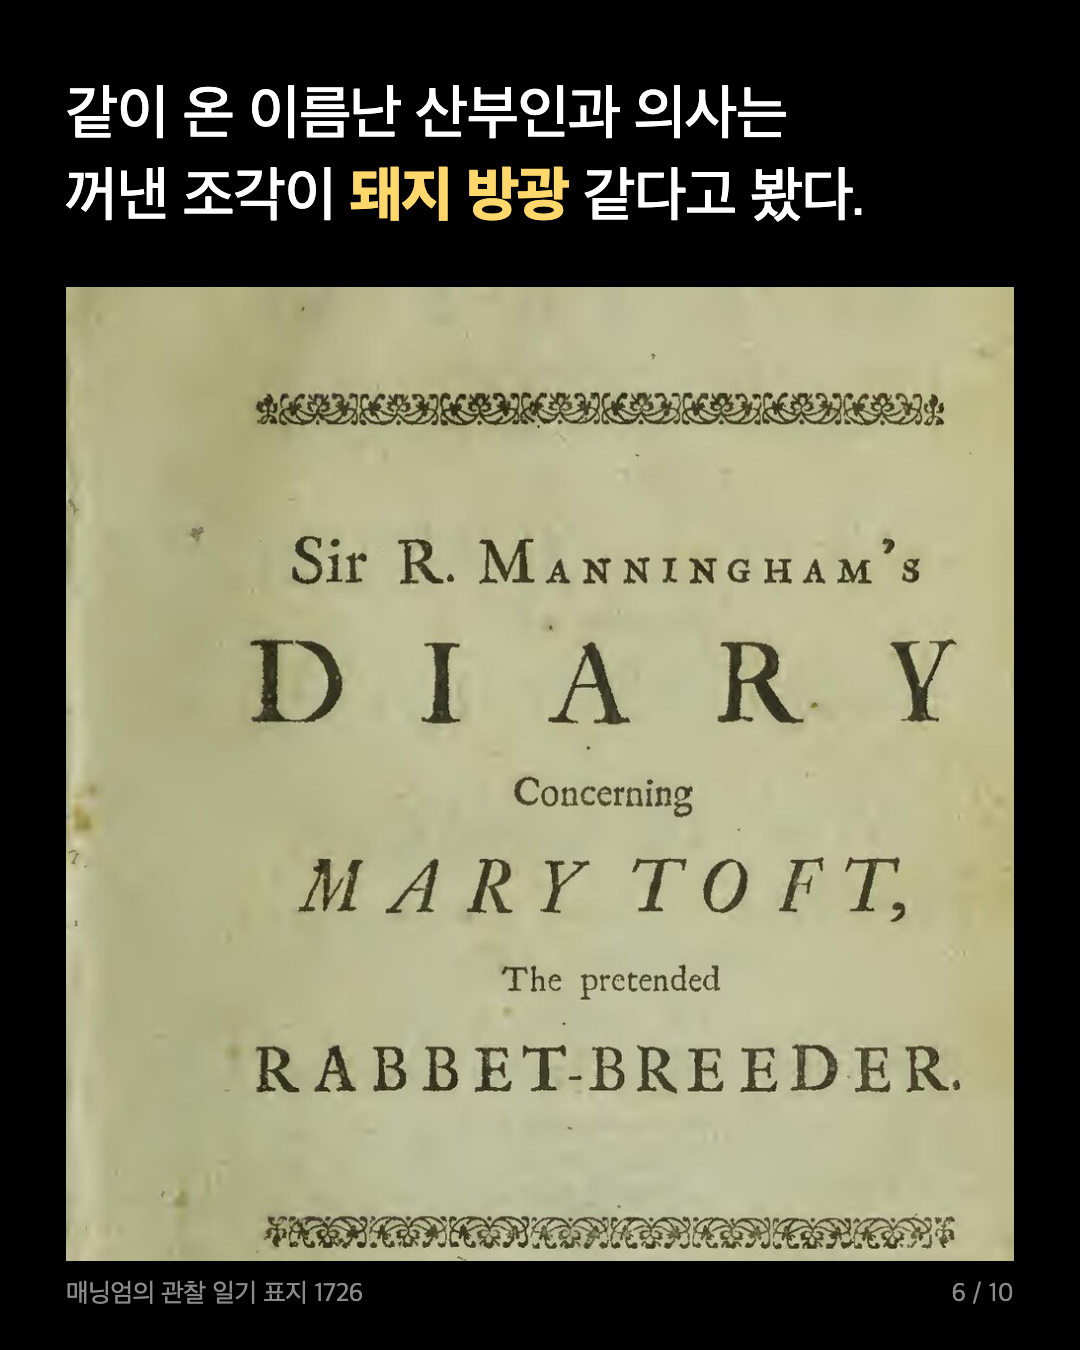 같이 온 이름난 산부인과 의사는
꺼낸 조각이 돼지 방광 같다고 봤다.
Sir R. MANNINGHAM's
DIARY
Concerning
MARY TOFT,
The pretended
RABBET-BREEDER.
매닝엄의 관찰 일기 표지 1726
6 / 10